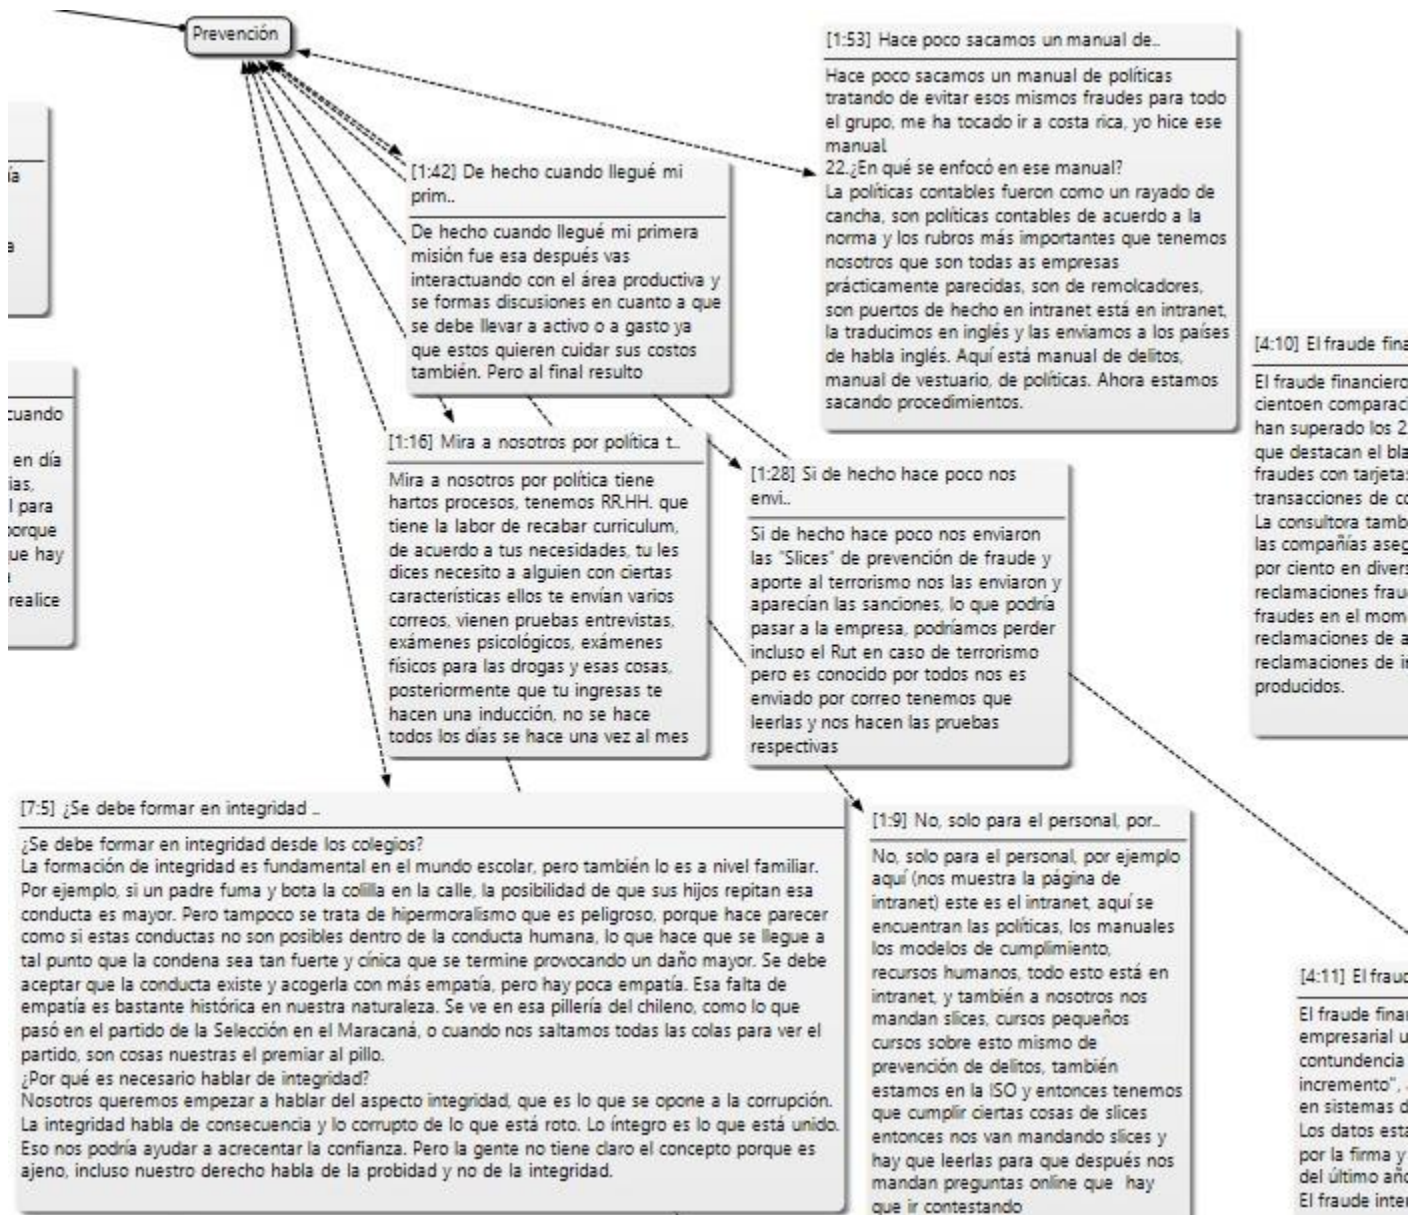 Prevención
[1:53] Hace poco sacamos un manual de..
Hace poco sacamos un manual de políticas
tratando de evitar esos mismos fraudes para todo
el grupo, me ha tocado ir a costa rica, yo hice ese
manual
22.¿En qué se enfocó en ese manual?
La políticas contables fueron como un rayado de
cancha, son políticas contables de acuerdo a la
norma y los rubros más importantes que tenemos
nosotros que son todas as empresas
prácticamente parecidas, son de remolcadores,
son puertos de hecho en intranet está en intranet,
la traducimos en inglés y las enviamos a los países
de habla inglés. Aquí está manual de delitos,
manual de vestuario, de políticas. Ahora estamos
sacando procedimientos.
[1:42] De hecho cuando llegué mi
prim..
De hecho cuando llegué mi primera
misión fue esa después vas
interactuando con el área productiva y
se formas discusiones en cuanto a que
se debe llevar a activo o a gasto ya
que estos quieren cuidar sus costos
también. Pero al final resulto
cuando
en día
ias,
l para
porque
ue hay
realice
[1:16] Mira a nosotros por política t..
Mira a nosotros por política tiene
hartos procesos, tenemos RR.HH. que
tiene la labor de recabar curriculum,
de acuerdo a tus necesidades, tu les
dices necesito a alguien con ciertas
características ellos te envían varios
correos, vienen pruebas entrevistas,
exámenes psicológicos, exámenes
físicos para las drogas y esas cosas,
posteriormente que tu ingresas te
hacen una inducción, no se hace
todos los días se hace una vez al mes
[1:28] Si de hecho hace poco nos
envi..
Si de hecho hace poco nos enviaron
las "Slices" de prevención de fraude y
aporte al terrorismo nos las enviaron y
aparecían las sanciones, lo que podría
pasar a la empresa, podríamos perder
incluso el Rut en caso de terrorismo
pero es conocido por todos nos es
enviado por correo tenemos que
leerlas y nos hacen las pruebas
respectivas
[4:10] El fraude fina
El fraude financiero
cientoen comparaci
han superado los 2
que destacan el bla
fraudes con tarjetas
transacciones de co
La consultora tambe
las compañías aseg
por ciento en divers
reclamaciones frau
fraudes en el mom
reclamaciones de a
reclamaciones de in
producidos.
[7:5] ¿Se debe formar en integridad ..
¿Se debe formar en integridad desde los colegios?
La formación de integridad es fundamental en el mundo escolar, pero también lo es a nivel familiar.
Por ejemplo, si un padre fuma y bota la colilla en la calle, la posibilidad de que sus hijos repitan esa
conducta es mayor. Pero tampoco se trata de hipermoralismo que es peligroso, porque hace parecer
como si estas conductas no son posibles dentro de la conducta humana, lo que hace que se llegue a
tal punto que la condena sea tan fuerte y cínica que se termine provocando un daño mayor. Se debe
aceptar que la conducta existe y acogerla con más empatía, pero hay poca empatía. Esa falta de
empatía es bastante histórica en nuestra naturaleza. Se ve en esa pillería del chileno, como lo que
pasó en el partido de la Selección en el Maracaná, o cuando nos saltamos todas las colas para ver el
partido, son cosas nuestras el premiar al pillo.
¿Por qué es necesario hablar de integridad?
Nosotros queremos empezar a hablar del aspecto integridad, que es lo que se opone a la corrupción.
La integridad habla de consecuencia y lo corrupto de lo que está roto. Lo íntegro es lo que está unido.
Eso nos podría ayudar a acrecentar la confianza. Pero la gente no tiene claro el concepto porque es
ajeno, incluso nuestro derecho habla de la probidad y no de la integridad.
[1:9] No, solo para el personal, por..
No, solo para el personal, por ejemplo
aquí (nos muestra la página de
intranet) este es el intranet, aquí se
encuentran las políticas, los manuales
los modelos de cumplimiento,
recursos humanos, todo esto está en
intranet, y también a nosotros nos
mandan slices, cursos pequeños
cursos sobre esto mismo de
prevención de delitos, también
estamos en la ISO y entonces tenemos
que cumplir ciertas cosas de slices
entonces nos van mandando slices y
hay que leerlas para que después nos
mandan preguntas online que hay
que ir contestando
[4:11] El fraud
El fraude finan
empresarial u
contundencia
incremento",
en sistemas d
Los datos esta
por la firma y
del último año
El fraude inter